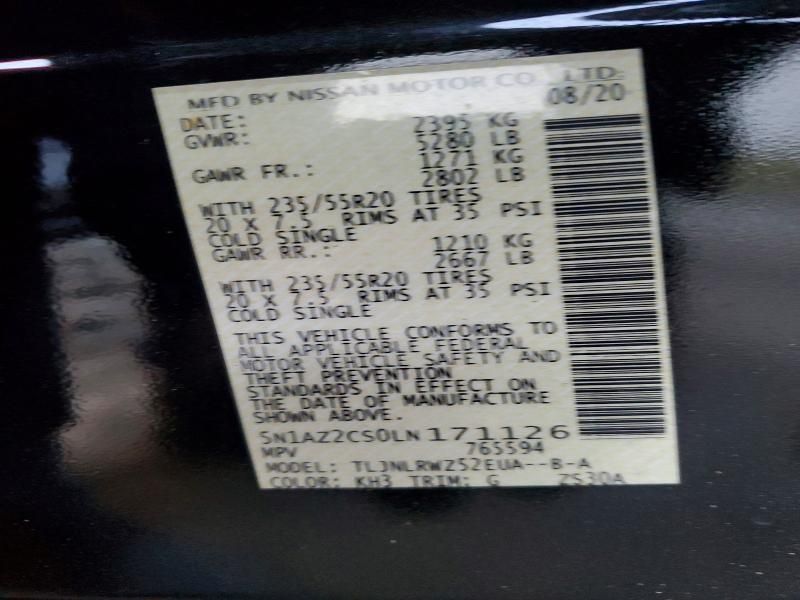 MFD BY NISSAN MOTOR CO., LTD.
DATE: 08/20
GVWR: 2395 KG
5280 LB
GAWR FR.: 1271 KG
2802 LB
WITH 235/55R20 TIRES
20 X 7.5 RIMS AT 35 PSI
COLD SINGLE
GAWR RR.: 1210 KG
2667 LB
WITH 235/55R20 TIRES
20 X 7.5 RIMS AT 35 PSI
COLD SINGLE
THIS VEHICLE CONFORMS TO
ALL APPLICABLE FEDERAL
MOTOR VEHICLE SAFETY AND
THEFT PREVENTION
STANDARDS IN EFFECT ON
THE DATE OF MANUFACTURE
SHOWN ABOVE.
5N1AZ2CS0LN171126
MPV 765594
MODEL: TLJNLRWZ52EUA--B-A
COLOR: KH3 TRIM: G ZS30A